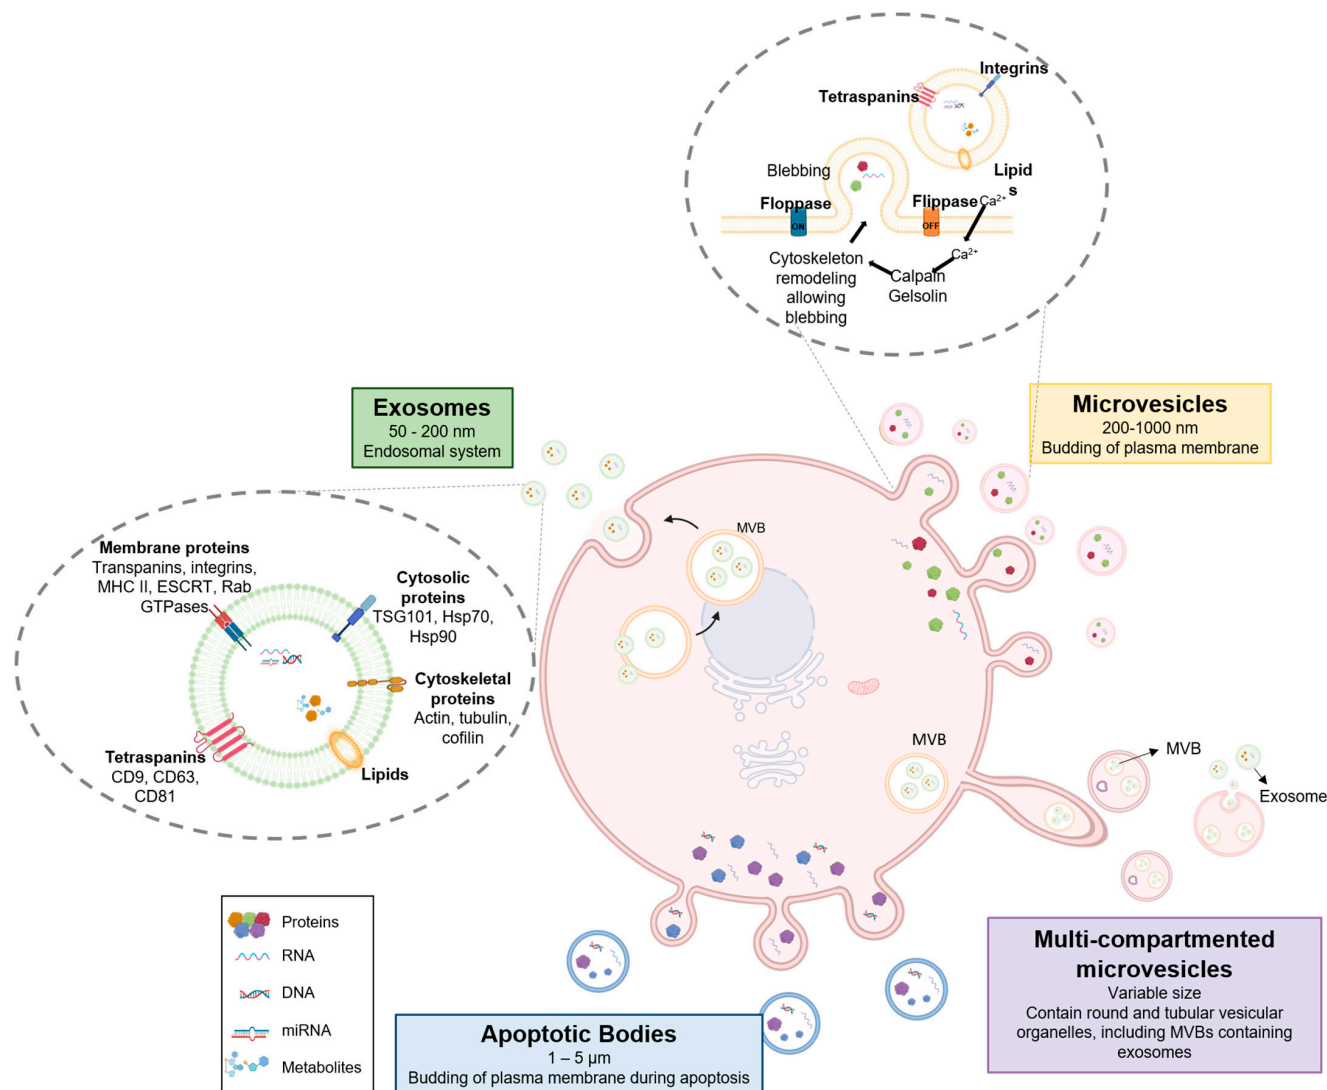 Integrins
Tetraspanins
Blebbing
Lipid
s
Floppase
Flippase
Ca²⁺
ON
OFF
Ca²⁺
Cytoskeleton
remodeling
allowing
blebbing
Calpain
Gelsolin
Exosomes
50 - 200 nm
Endosomal system
Microvesicles
200-1000 nm
Budding of plasma membrane
MVB
Membrane proteins
Transpanins, integrins,
MHC II, ESCRT, Rab
GTPases
Cytosolic
proteins
TSG101, Hsp70,
Hsp90
Cytoskeletal
proteins
Actin, tubulin,
cofilin
Tetraspanins
CD9, CD63,
CD81
Lipids
MVB
MVB
Exosome
Proteins
RNA
DNA
miRNA
Metabolites
Multi-compartmented
microvesicles
Variable size
Contain round and tubular vesicular
organelles, including MVBs containing
exosomes
Apoptotic Bodies
1 – 5 µm
Budding of plasma membrane during apoptosis